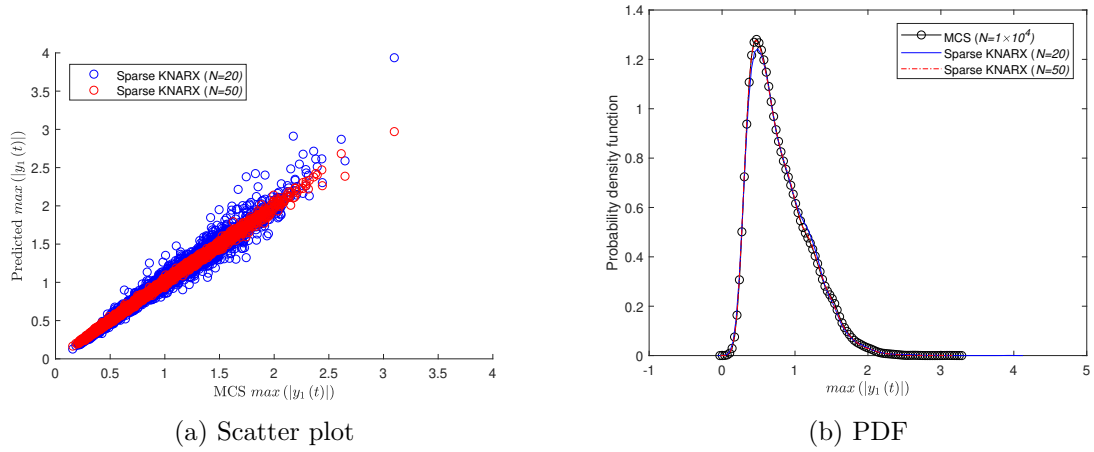 4
3.5
3
2.5
2
1.5
1
0.5
0
0 0.5 1 1.5 2 2.5 3 3.5 4
Predicted max (|y₁ (t)|
MCS max (|y₁ (t)|)
Sparse KNARX (N=20)
Sparse KNARX (N=50)
(a) Scatter plot
1.4
1.2
1
0.8
0.6
0.4
0.2
0
-1 0 1 2 3 4 5
Probability density function
max (|y₁ (t)|)
MCS (N=1×10⁴)
Sparse KNARX (N=20)
Sparse KNARX (N=50)
(b) PDF